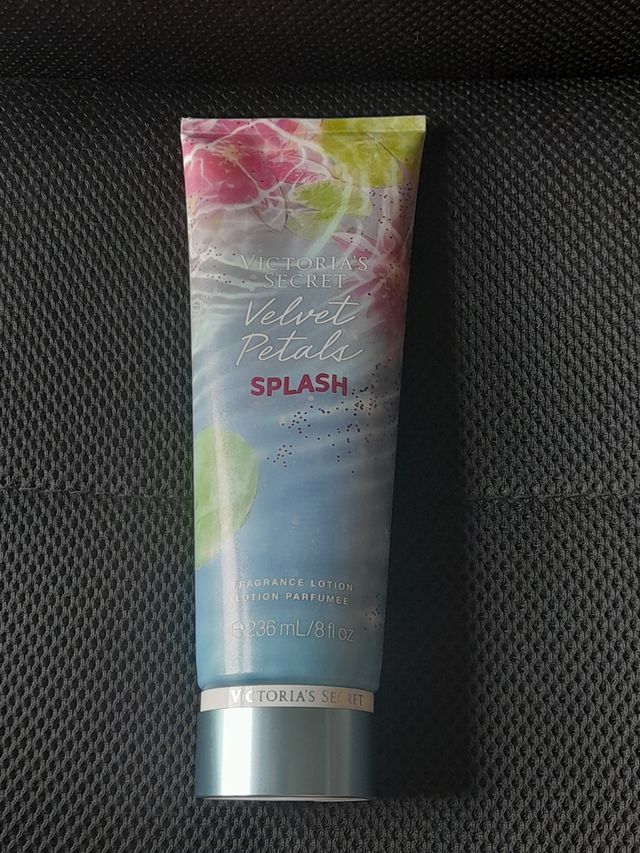 VICTORIA'S
SECRET
Velvet
Petals
SPLASH
FRAGRANCE LOTION
LOTION PARFUMÉE
℮ 236 mL/8 fl oz
VICTORIA'S SECRET